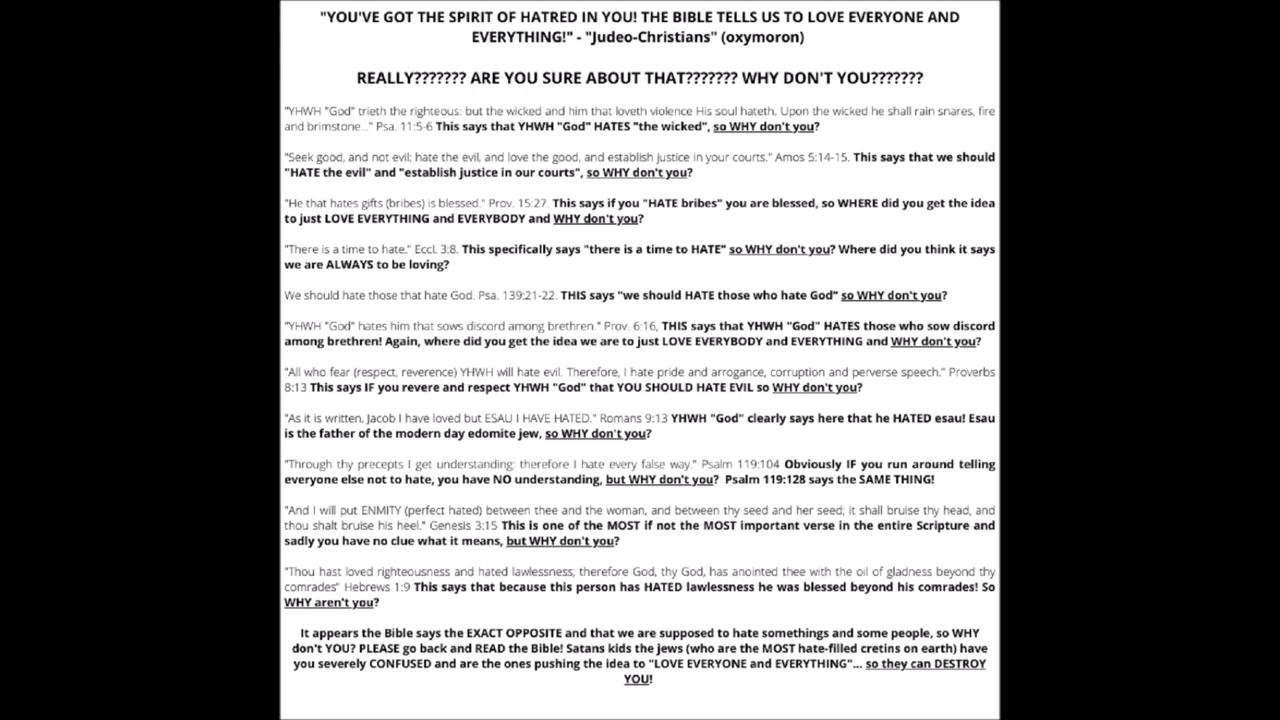 "YOU'VE GOT THE SPIRIT OF HATRED IN YOU! THE BIBLE TELLS US TO LOVE EVERYONE AND
EVERYTHING!" - "Judeo-Christians" (oxymoron)
REALLY??????? ARE YOU SURE ABOUT THAT??????? WHY DON'T YOU???????
"YHWH "God" trieth the righteous: but the wicked and him that loveth violence His soul hateth. Upon the wicked he shall rain snares, fire
and brimstone..." Psa. 11:5-6 This says that YHWH "God" HATES "the wicked", so WHY don't you?
"Seek good, and not evil; hate the evil, and love the good, and establish justice in your courts." Amos 5:14-15. This says that we should
"HATE the evil" and "establish justice in our courts", so WHY don't you?
"He that hates gifts (bribes) is blessed." Prov. 15:27. This says if you "HATE bribes" you are blessed, so WHERE did you get the idea
to just LOVE EVERYTHING and EVERYBODY and WHY don't you?
"There is a time to hate." Eccl. 3:8. This specifically says "there is a time to HATE" so WHY don't you? Where did you think it says
we are ALWAYS to be loving?
We should hate those that hate God. Psa. 139:21-22. THIS says "we should HATE those who hate God" so WHY don't you?
"YHWH "God" hates him that sows discord among brethren." Prov. 6:16, THIS says that YHWH "God" HATES those who sow discord
among brethren! Again, where did you get the idea we are to just LOVE EVERYBODY and EVERYTHING and WHY don't you?
"All who fear (respect, reverence) YHWH will hate evil. Therefore, I hate pride and arrogance, corruption and perverse speech." Proverbs
8:13 This says IF you revere and respect YHWH "God" that YOU SHOULD HATE EVIL so WHY don't you?
"As it is written, Jacob I have loved but ESAU I HAVE HATED." Romans 9:13 YHWH "God" clearly says here that he HATED esau! Esau
is the father of the modern day edomite jew, so WHY don't you?
"Through thy precepts I get understanding: therefore I hate every false way." Psalm 119:104 Obviously IF you run around telling
everyone else not to hate, you have NO understanding, but WHY don't you? Psalm 119:128 says the SAME THING!
"And I will put ENMITY (perfect hated) between thee and the woman, and between thy seed and her seed; it shall bruise thy head, and
thou shalt bruise his heel." Genesis 3:15 This is one of the MOST if not the MOST important verse in the entire Scripture and
sadly you have no clue what it means, but WHY don't you?
"Thou hast loved righteousness and hated lawlessness; therefore God, thy God, has anointed thee with the oil of gladness beyond thy
comrades" Hebrews 1:9 This says that because this person has HATED lawlessness he was blessed beyond his comrades! So
WHY aren't you?
It appears the Bible says the EXACT OPPOSITE and that we are supposed to hate somethings and some people, so WHY
don't YOU? PLEASE go back and READ the Bible! Satans kids the jews (who are the MOST hate-filled cretins on earth) have
you severely CONFUSED and are the ones pushing the idea to "LOVE EVERYONE and EVERYTHING"... so they can DESTROY
YOU!